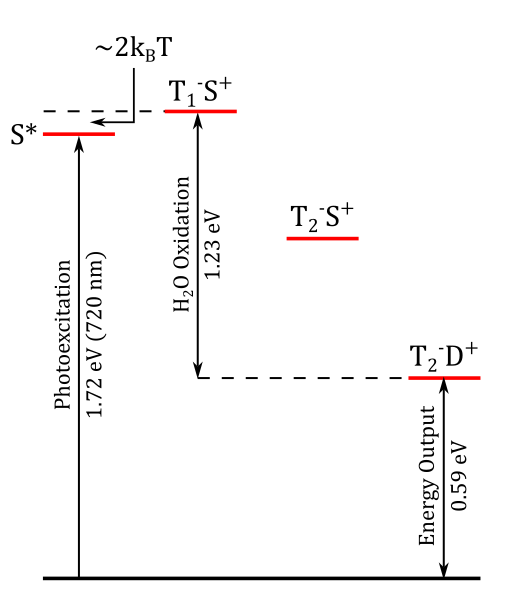 ~2k_BT
T₁⁻S⁺
S*
T₂⁻S⁺
H₂O Oxidation
1.23 eV
Photoexcitation
1.72 eV (720 nm)
T₂⁻D⁺
Energy Output
0.59 eV